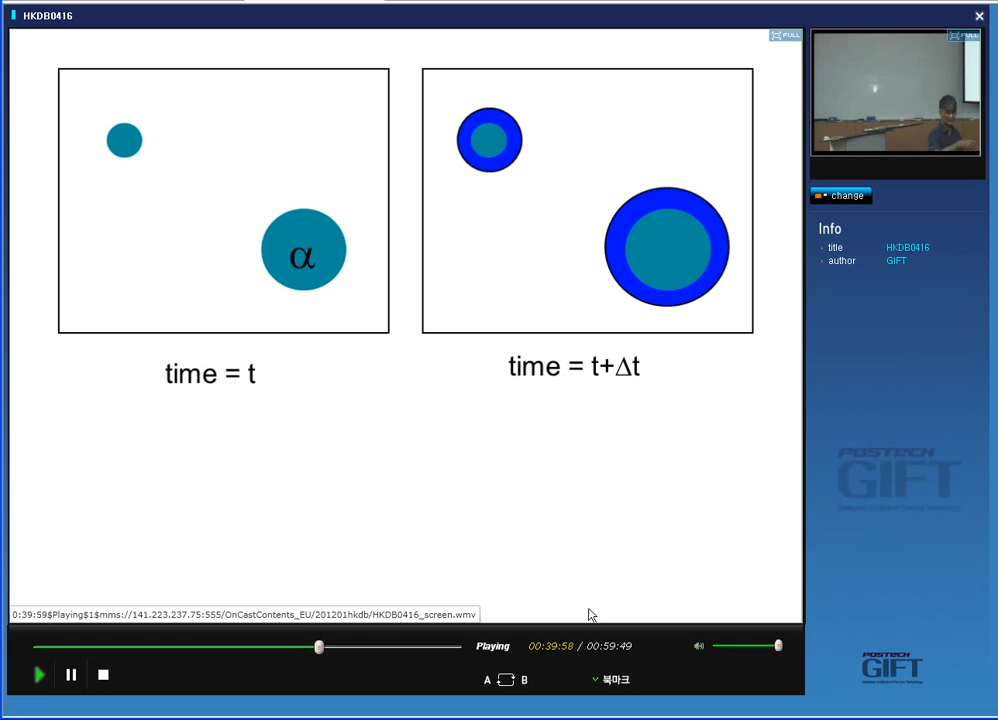 HKDB0416
FULL
FULL
α
change
Info
title HKDB0416
author GIFT
time = t
time = t+Δt
POSTECH
GIFT
0:39:59$Playing$1$mms://141.223.237.75:555/OnCastContents_EU/201201hkdb/HKDB0416_screen.wmv
Playing 00:39:58 / 00:59:49
A B
북마크
POSTECH
GIFT